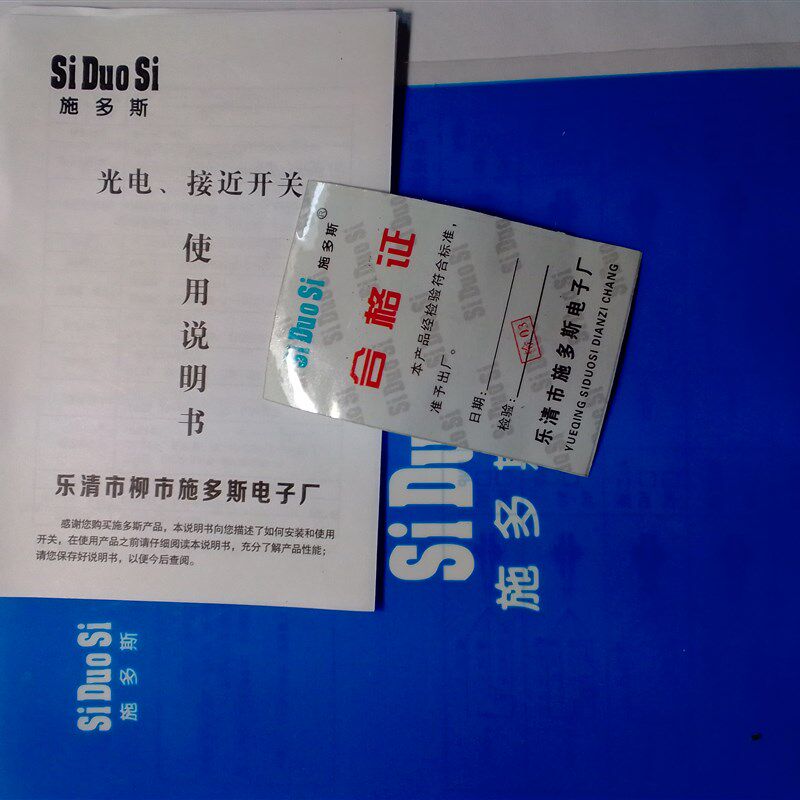 Si Duo Si
施多斯
光电、接近开关
使用说明书
乐清市柳市施多斯电子厂
感谢您购买施多斯产品，本说明书向您描述了如何安装和使用
开关，在使用产品之前请仔细阅读本说明书，充分了解产品性能；
请您保存好说明书，以便今后查阅。
Si Duo Si 施多斯®
合格证
本产品经检验符合标准，
准予出厂。
日期：
检验：
03
乐清市施多斯电子厂
YUEQING SIDUOSI DIANZI CHANG
Si Du
施多斯
Si Duo Si
施多斯